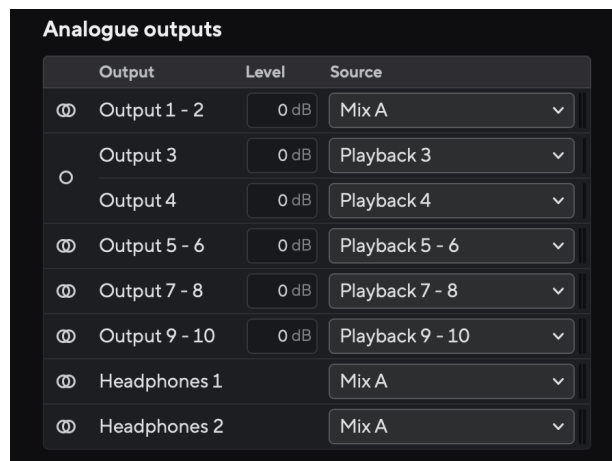 Analogue outputs
Output Level Source
Output 1 - 2 0 dB Mix A
Output 3 0 dB Playback 3
Output 4 0 dB Playback 4
Output 5 - 6 0 dB Playback 5 - 6
Output 7 - 8 0 dB Playback 7 - 8
Output 9 - 10 0 dB Playback 9 - 10
Headphones 1 Mix A
Headphones 2 Mix A